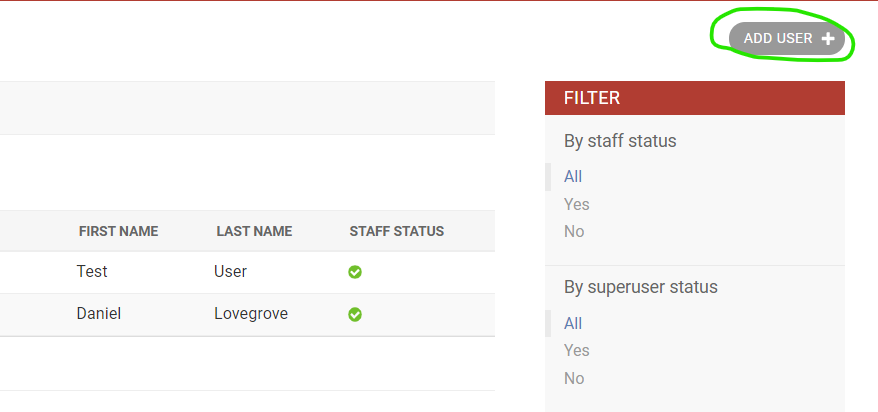 ADD USER
FILTER
By staff status
All
Yes
No
FIRST NAME LAST NAME STAFF STATUS
Test User
Daniel Lovegrove
By superuser status
All
Yes
No